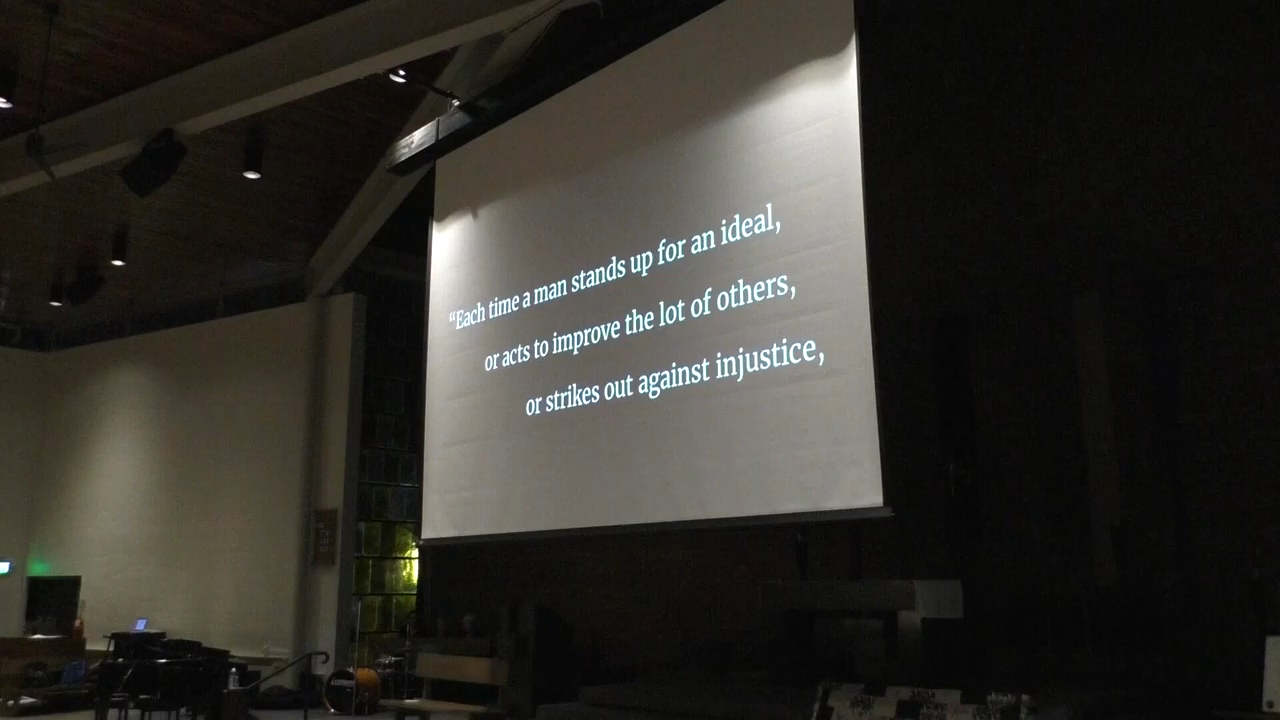 “Each time a man stands up for an ideal,
or acts to improve the lot of others,
or strikes out against injustice,